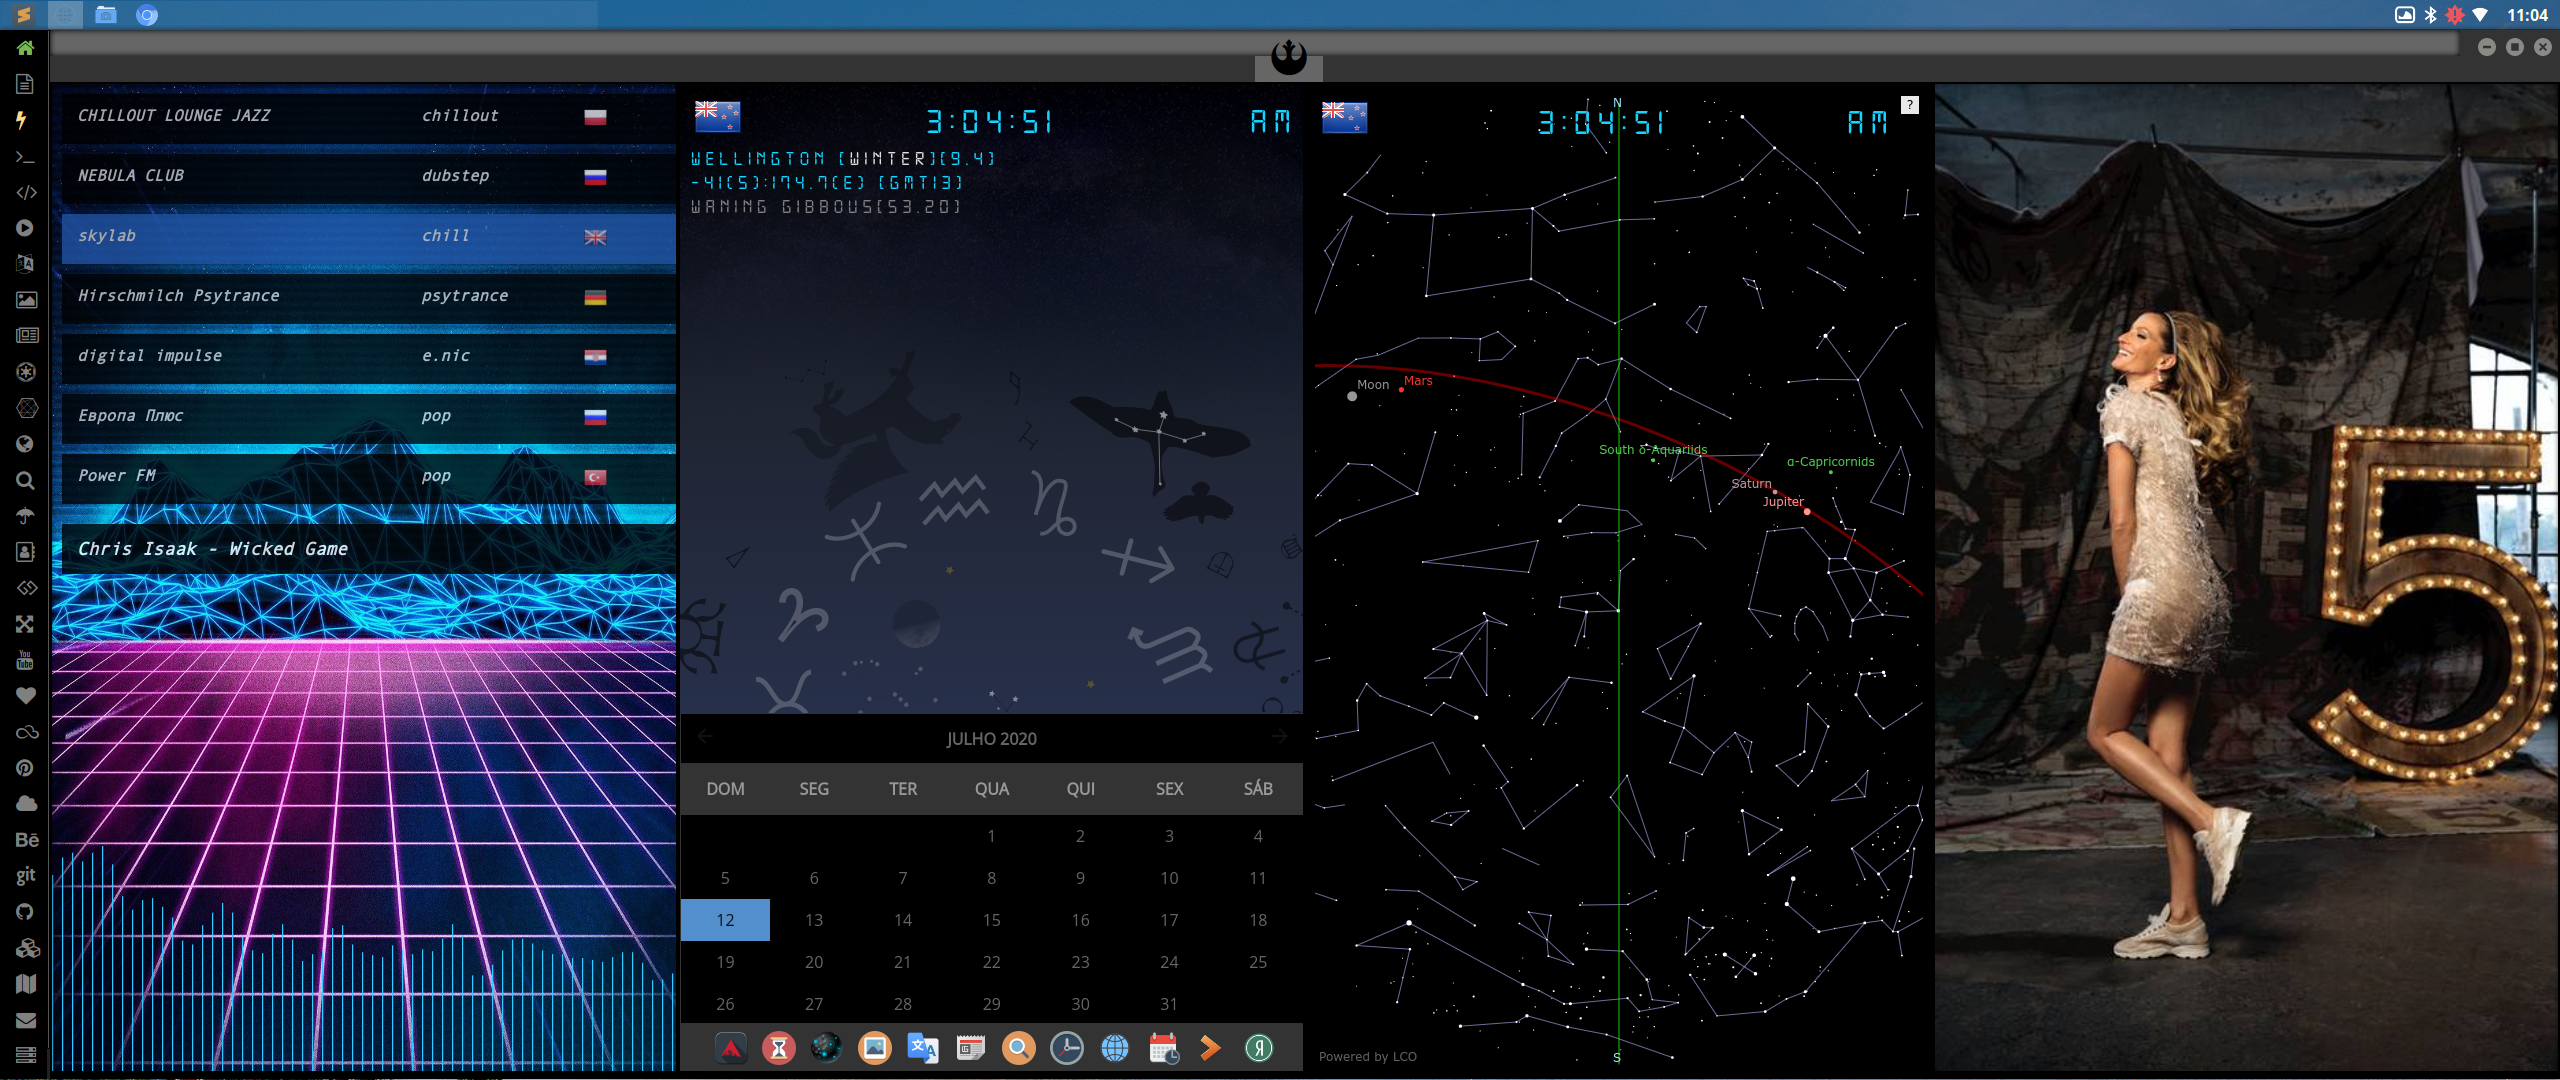 11:04
CHILLOUT LOUNGE JAZZ chillout
NEBULA CLUB dubstep
skylab chill
Hirschmilch Psytrance psytrance
digital impulse e.nic
Европа Плюс pop
Power FM pop
Chris Isaak - Wicked Game
You Tube
Bē
git
3:04:51 AM
WELLINGTON [WINTER][9.4]
-41(S):174.7(E) [GMT13]
WANING GIBBOUS[53.20]
JULHO 2020
DOM SEG TER QUA QUI SEX SÁB
1 2 3 4
5 6 7 8 9 10 11
12 13 14 15 16 17 18
19 20 21 22 23 24 25
26 27 28 29 30 31
N
3:04:51 AM
?
Moon
Mars
South δ-Aquariids
α-Capricornids
Saturn
Jupiter
Powered by LCO
S
5